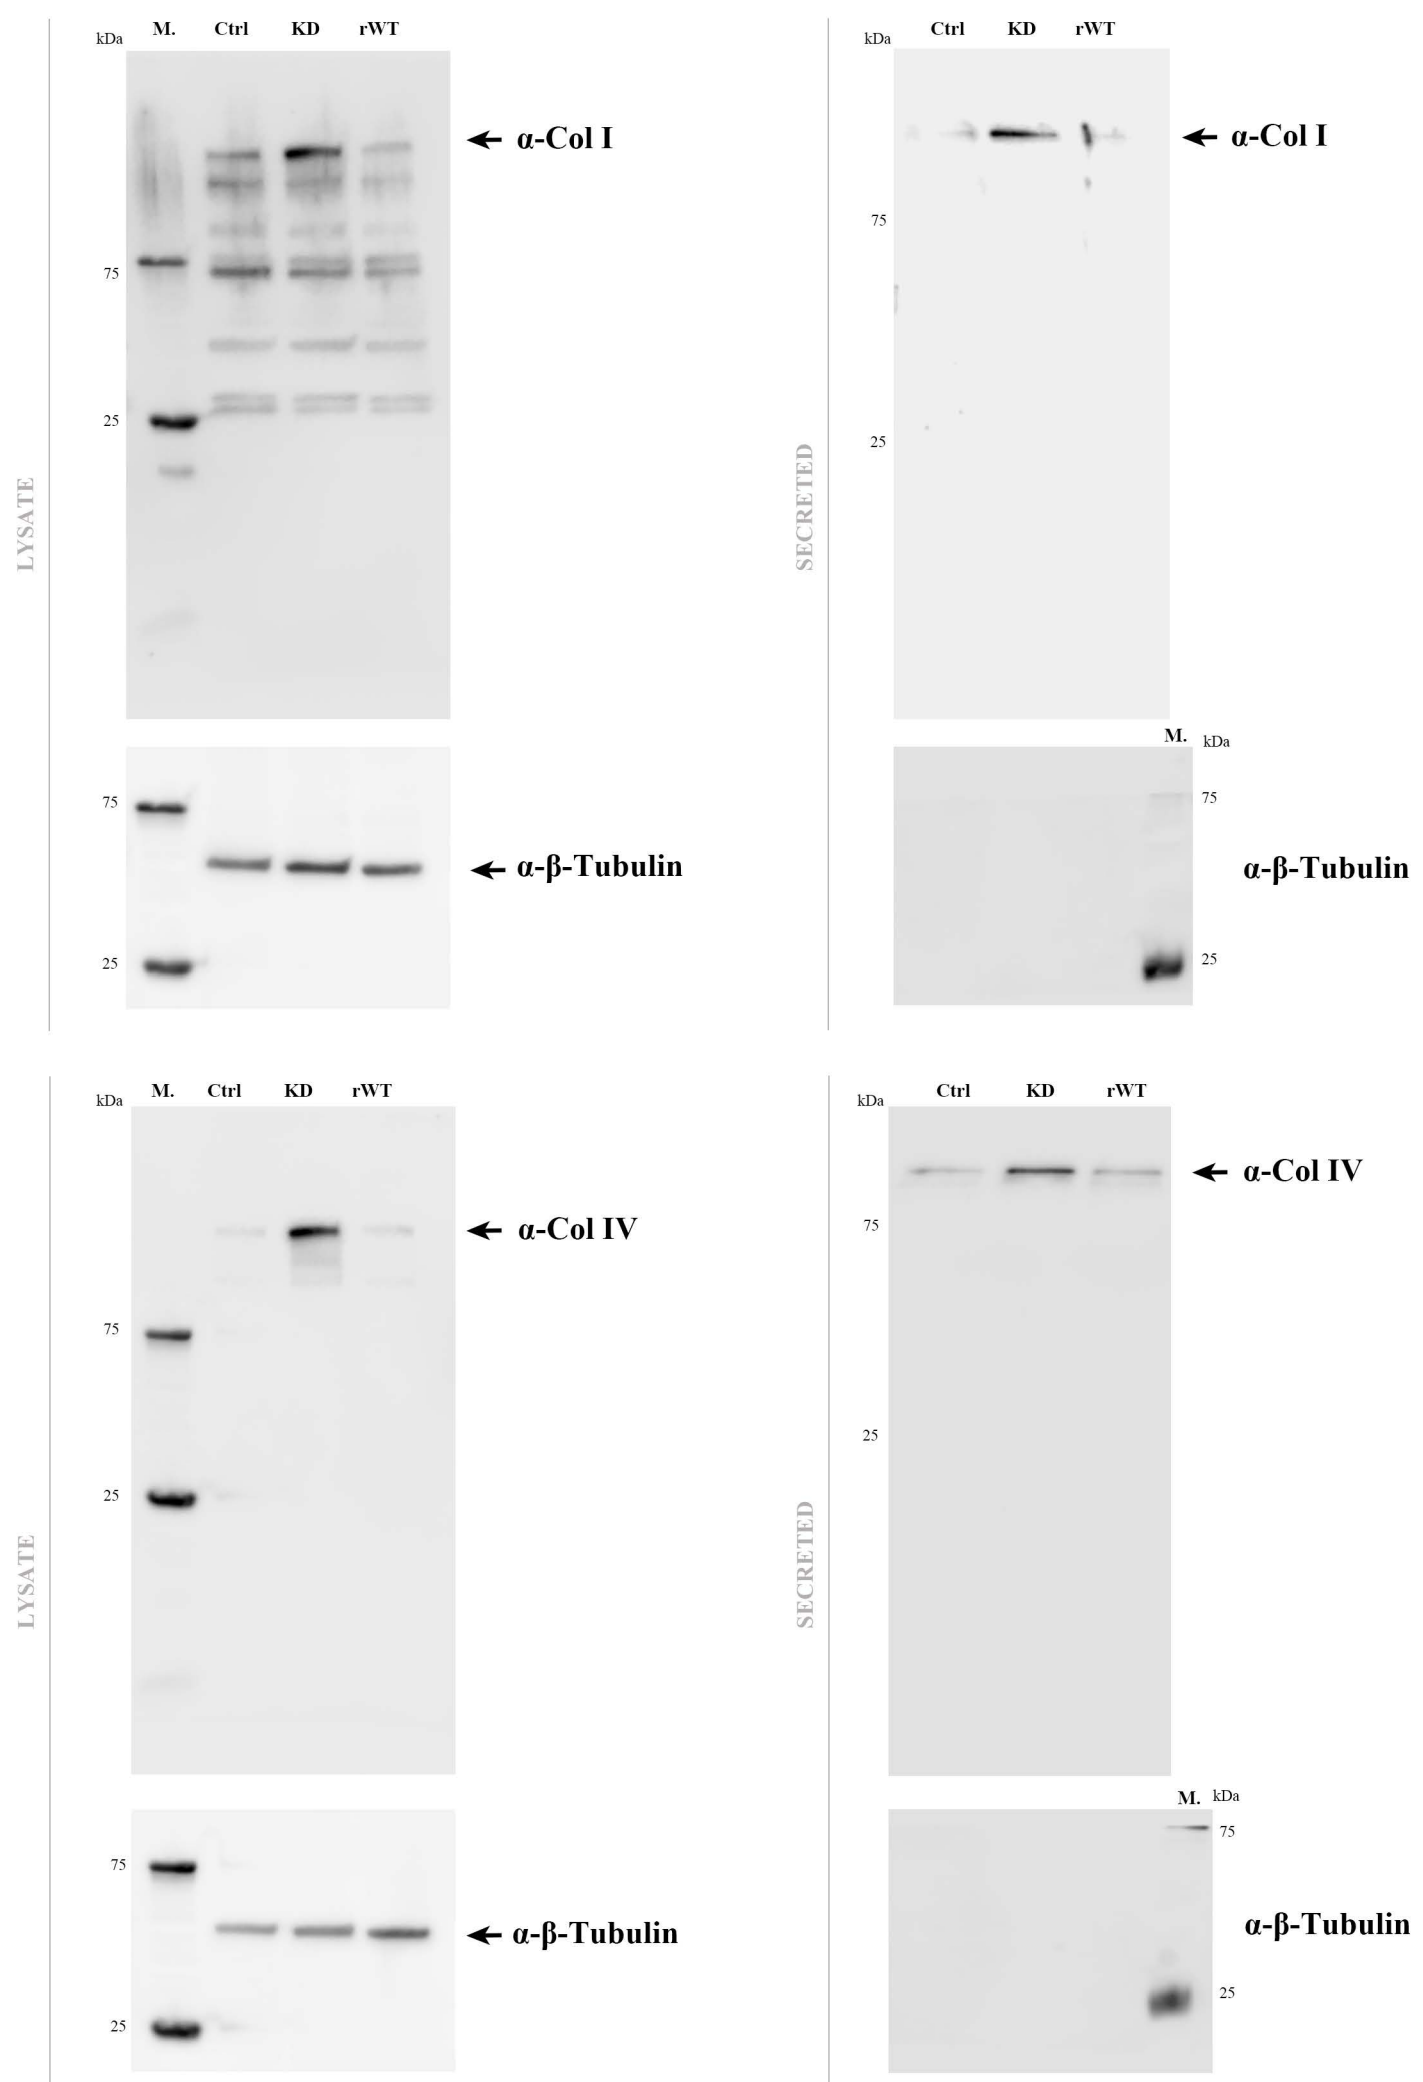 M. Ctrl KD rWT
kDa
α-Col I
75
25
LYSATE
75
α-β-Tubulin
25
Ctrl KD rWT
kDa
α-Col I
75
25
SECRETED
M. kDa
75
α-β-Tubulin
25
M. Ctrl KD rWT
kDa
α-Col IV
75
25
LYSATE
75
α-β-Tubulin
25
Ctrl KD rWT
kDa
α-Col IV
75
25
SECRETED
M. kDa
75
α-β-Tubulin
25